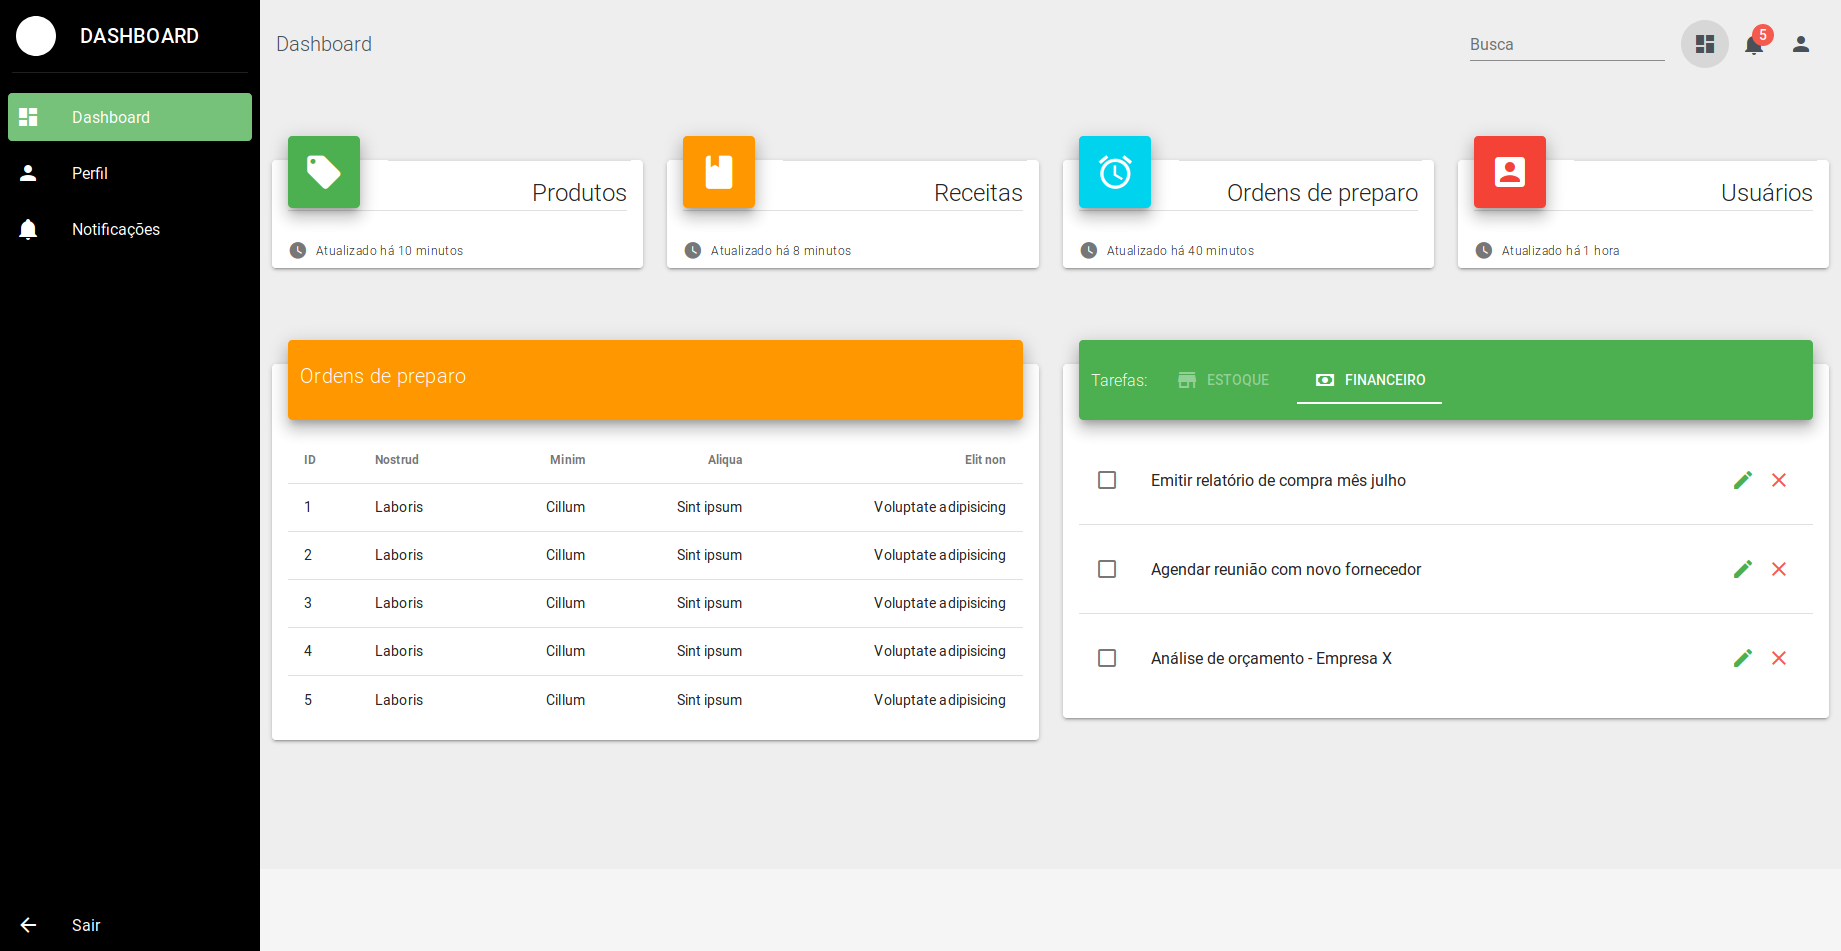 DASHBOARD
Dashboard
Perfil
Notificações
Sair
Dashboard
Busca
5
Produtos
Atualizado há 10 minutos
Receitas
Atualizado há 8 minutos
Ordens de preparo
Atualizado há 40 minutos
Usuários
Atualizado há 1 hora
Ordens de preparo
ID Nostrud Minim Aliqua Elit non
1 Laboris Cillum Sint ipsum Voluptate adipisicing
2 Laboris Cillum Sint ipsum Voluptate adipisicing
3 Laboris Cillum Sint ipsum Voluptate adipisicing
4 Laboris Cillum Sint ipsum Voluptate adipisicing
5 Laboris Cillum Sint ipsum Voluptate adipisicing
Tarefas: ESTOQUE FINANCEIRO
Emitir relatório de compra mês julho
Agendar reunião com novo fornecedor
Análise de orçamento - Empresa X